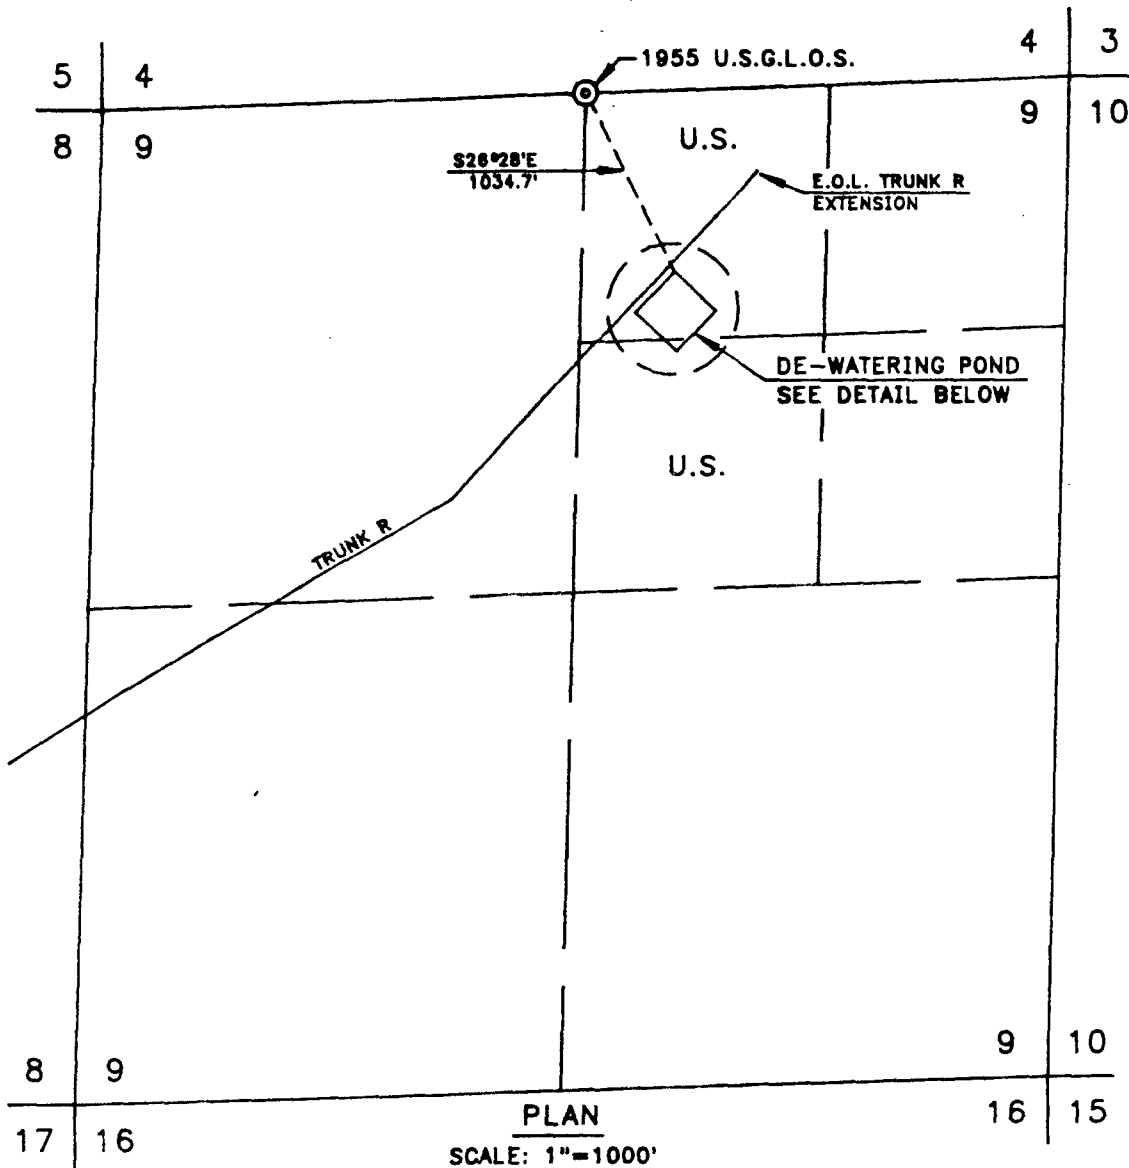 5 4
4 3
1955 U.S.G.L.O.S.
8 9
9 10
U.S.
S26°28'E
1034.7'
E.O.L. TRUNK R
EXTENSION
DE-WATERING POND
SEE DETAIL BELOW
U.S.
TRUNK R
8 9
9 10
17 16
16 15
PLAN
SCALE: 1"=1000'